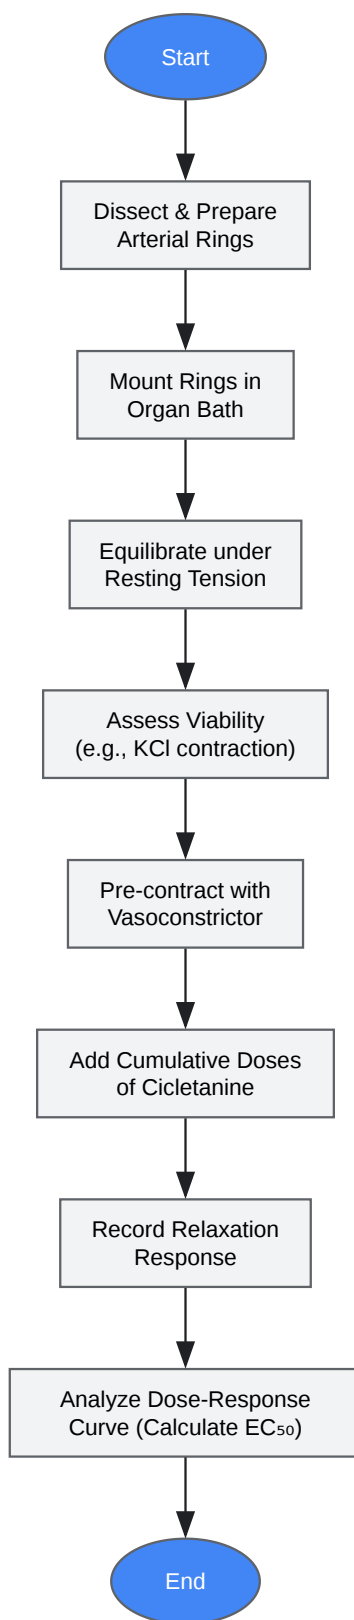 Start
Dissect & Prepare
Arterial Rings
Mount Rings in
Organ Bath
Equilibrate under
Resting Tension
Assess Viability
(e.g., KCl contraction)
Pre-contract with
Vasoconstrictor
Add Cumulative Doses
of Cicletanine
Record Relaxation
Response
Analyze Dose-Response
Curve (Calculate EC₅₀)
End